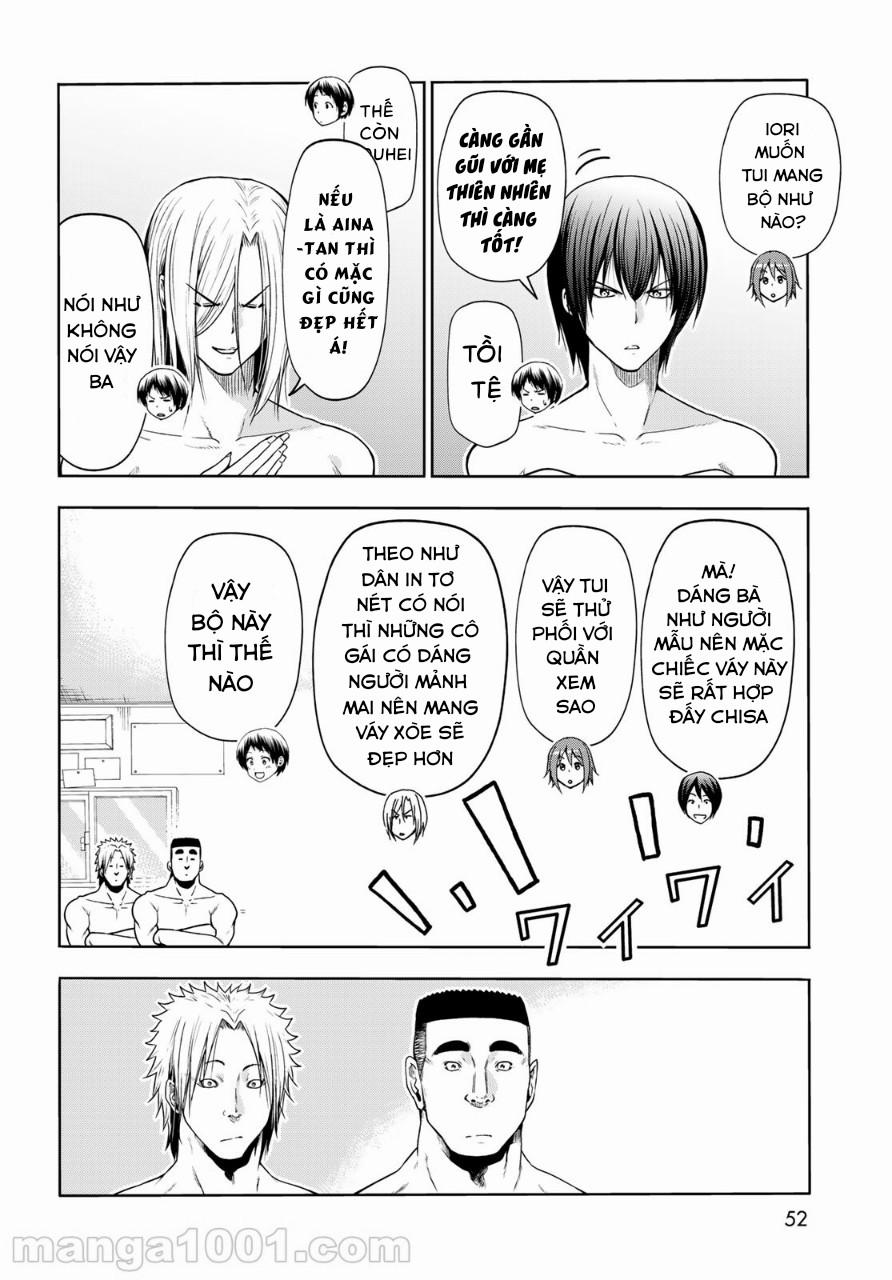 IORI
MUỐN
TUI MANG
BỘ NHƯ
NÀO?
CÀNG GẦN
GŨI VỚI MẸ
THIÊN NHIÊN
THÌ CÀNG
TỐT!
TỒI
TỆ
THẾ
CÒN
OUHEI
NẾU
LÀ AINA
-TAN THÌ
CÓ MẶC
GÌ CŨNG
ĐẸP HẾT
Á!
NÓI NHƯ
KHÔNG
NÓI VẬY
BA
MÀ!
DÁNG BÀ
NHƯ NGƯỜI
MẪU NÊN MẶC
CHIẾC VÁY NÀY
SẼ RẤT HỢP
ĐẤY CHISA
VẬY TUI
SẼ THỬ
PHỐI VỚI
QUẦN
XEM
SAO
THEO NHƯ
DÂN IN TƠ
NÉT CÓ NÓI
THÌ NHỮNG CÔ
GÁI CÓ DÁNG
NGƯỜI MẢNH
MAI NÊN MANG
VÁY XÒE SẼ
ĐẸP HƠN
VẬY
BỘ NÀY
THÌ THẾ
NÀO
ワイワイ
52
manga1001.com